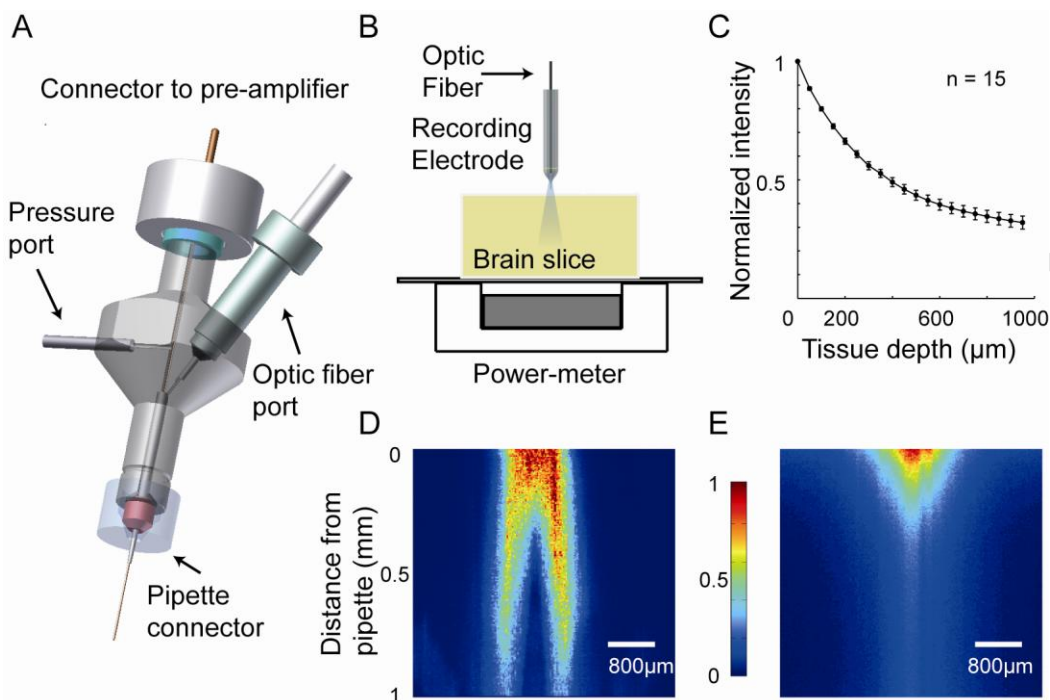 A
Connector to pre-amplifier
Pressure
port
Optic fiber
port
Pipette
connector
B
Optic
Fiber
Recording
Electrode
Brain slice
Power-meter
C
Normalized intensity
1
0.5
n = 15
0
200
600
1000
Tissue depth (µm)
D
Distance from
pipette (mm)
0
0.5
1
800µm
1
0.5
0
E
800µm